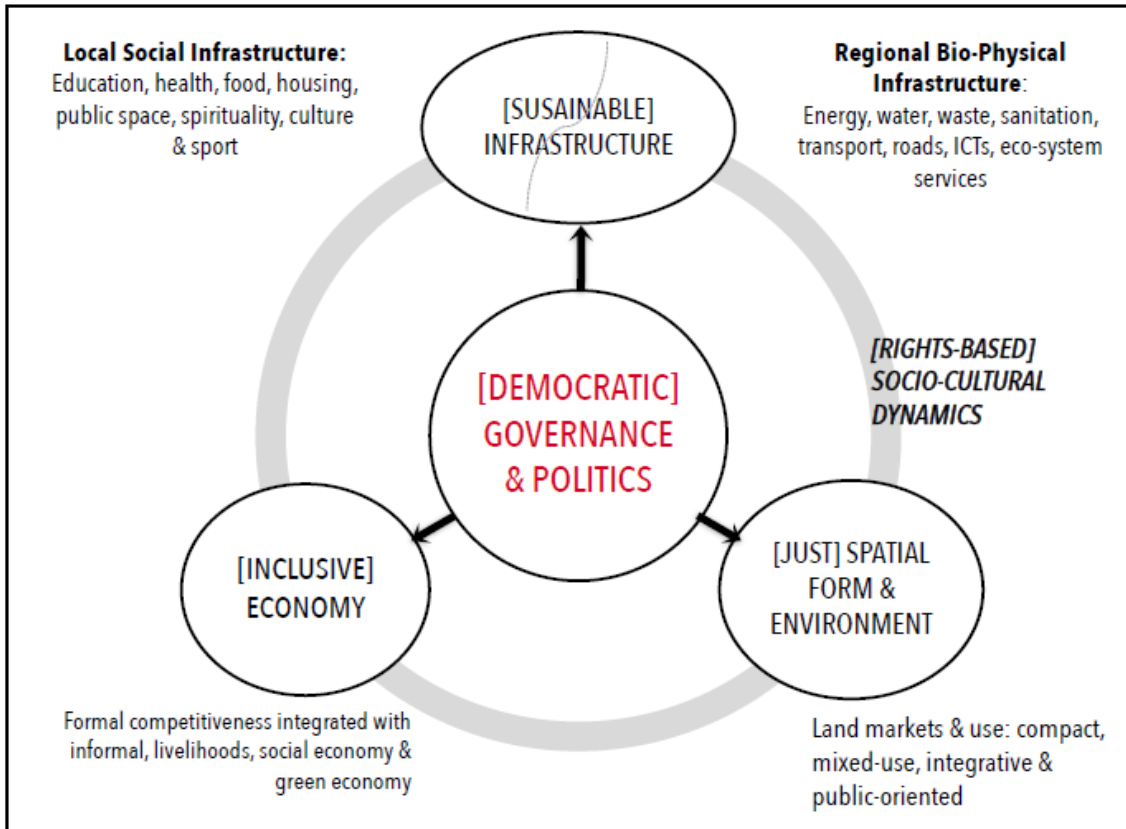 Local Social Infrastructure:
Education, health, food, housing,
public space, spirituality, culture
& sport
[SUSAINABLE]
INFRASTRUCTURE
Regional Bio-Physical
Infrastructure:
Energy, water, waste, sanitation,
transport, roads, ICTs, eco-system
services
[DEMOCRATIC]
GOVERNANCE
& POLITICS
[RIGHTS-BASED]
SOCIO-CULTURAL
DYNAMICS
[INCLUSIVE]
ECONOMY
[JUST] SPATIAL
FORM &
ENVIRONMENT
Formal competitiveness integrated with
informal, livelihoods, social economy &
green economy
Land markets & use: compact,
mixed-use, integrative &
public-oriented